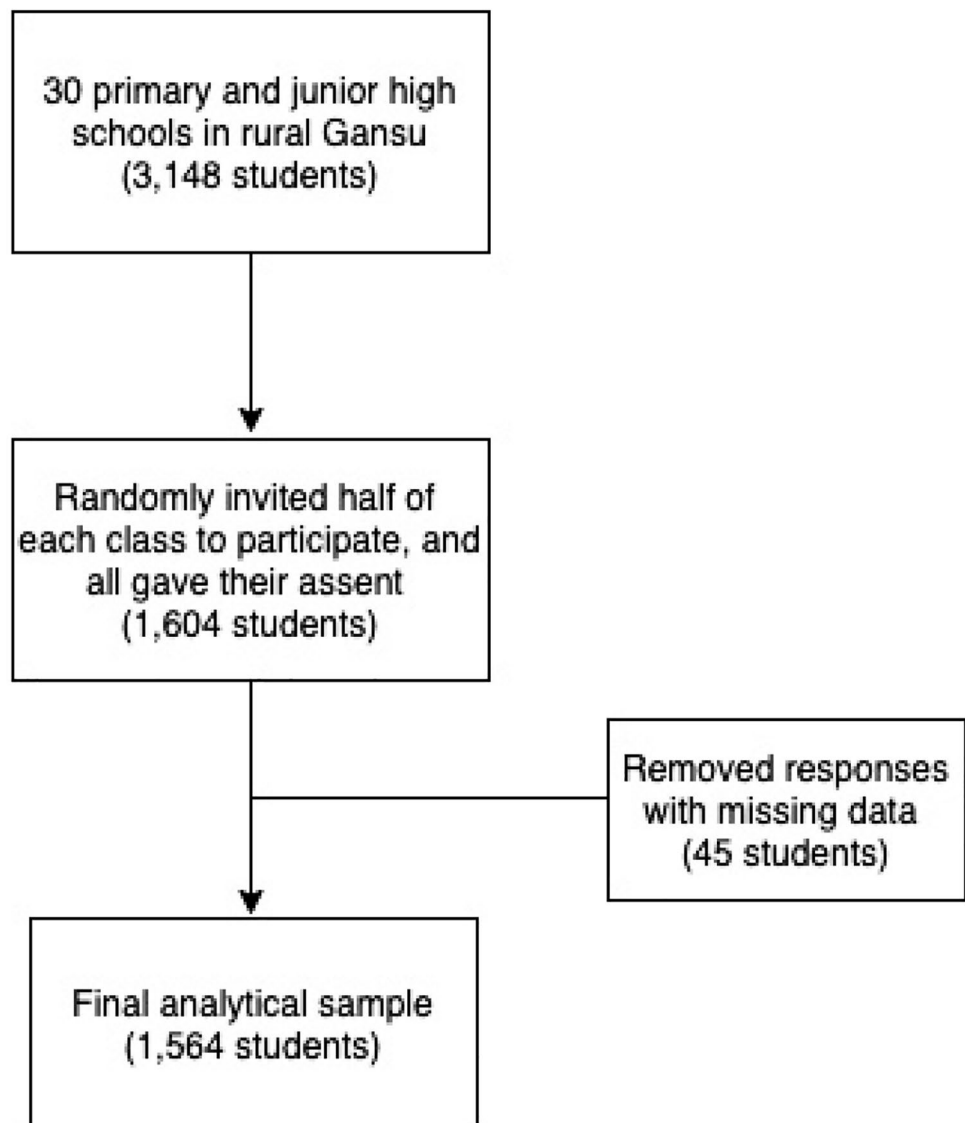 30 primary and junior high
schools in rural Gansu
(3,148 students)
Randomly invited half of
each class to participate, and
all gave their assent
(1,604 students)
Removed responses
with missing data
(45 students)
Final analytical sample
(1,564 students)